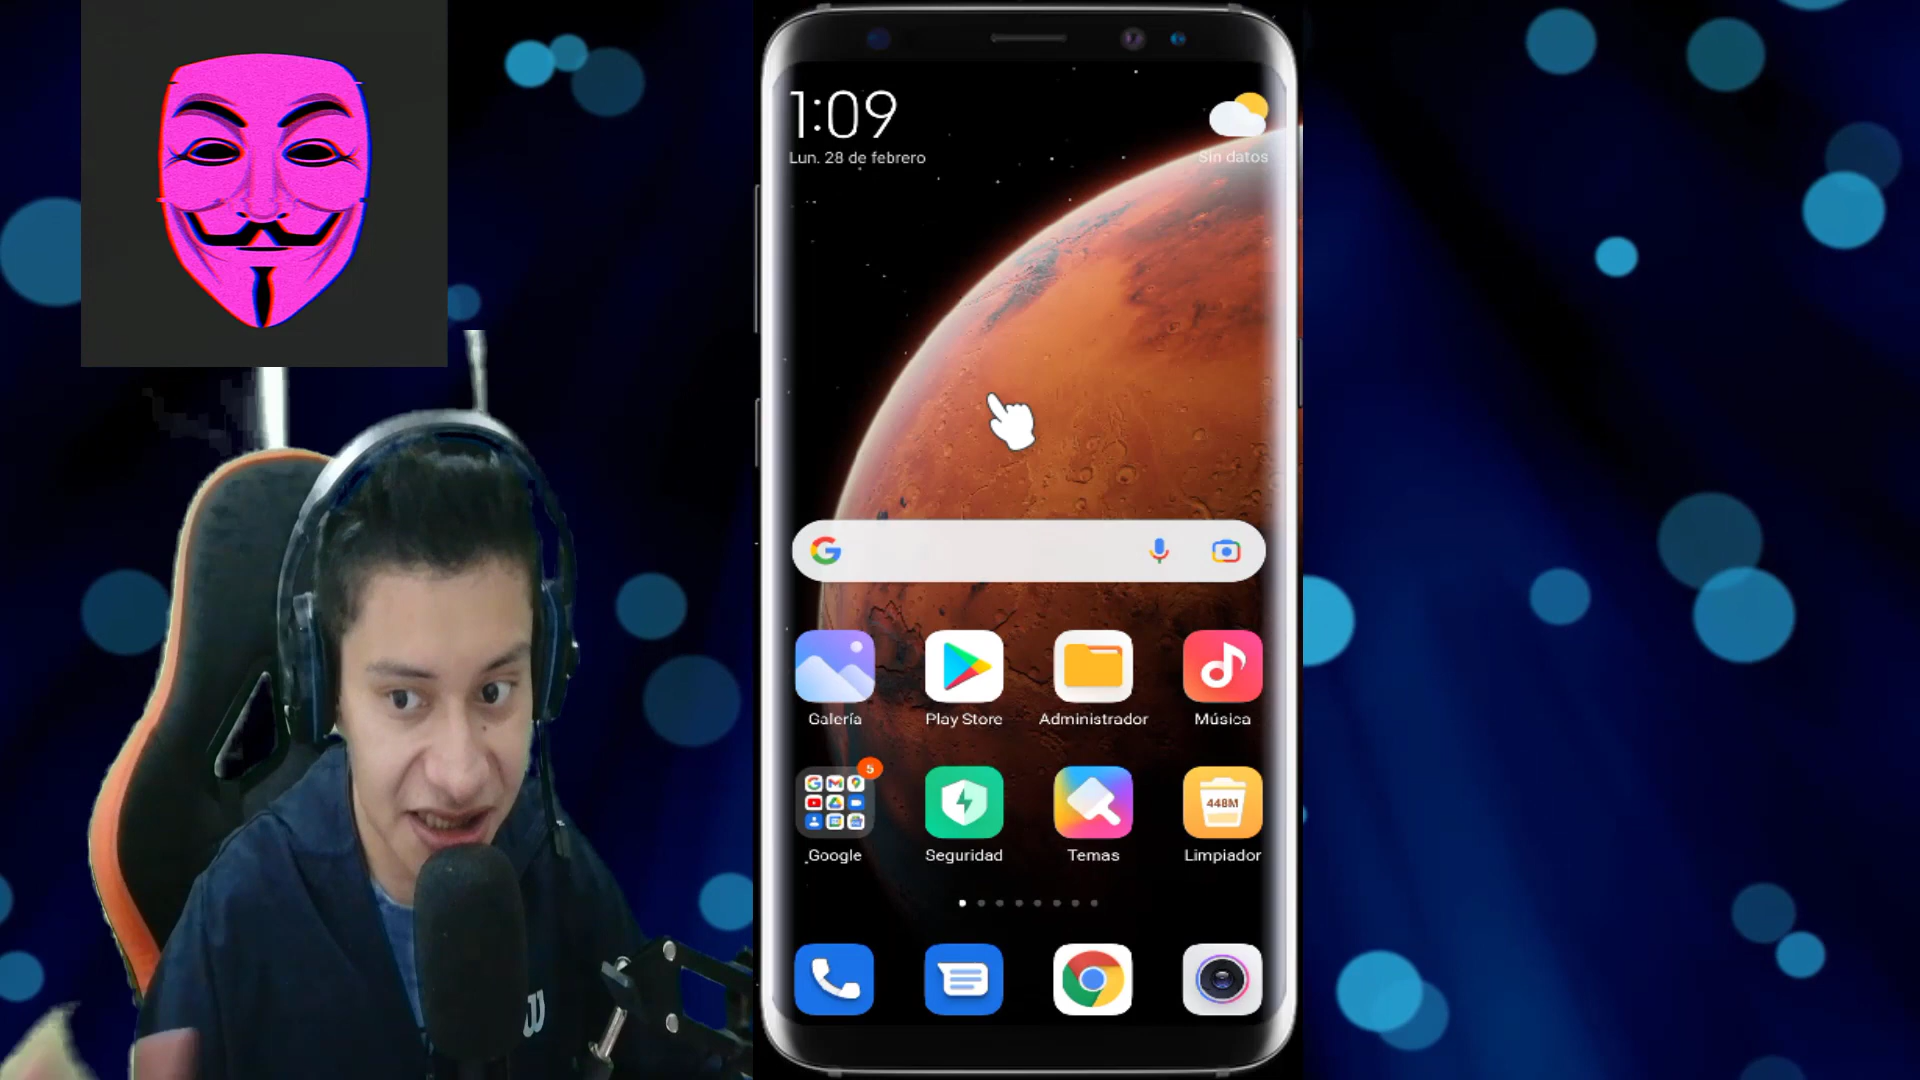 1:09
Lun. 28 de febrero
Sin datos
Galería
Play Store
Administrador
Música
5
448M
Google
Seguridad
Temas
Limpiador
W